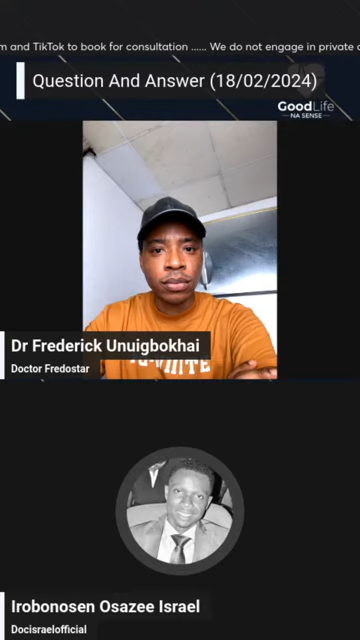 m and TikTok to book for consultation ...... We do not engage in private c
Question And Answer (18/02/2024)
GoodLife
NA SENSE
Dr Frederick Unuigbokhai
Doctor Fredostar
Irobonosen Osazee Israel
Docisraelofficial